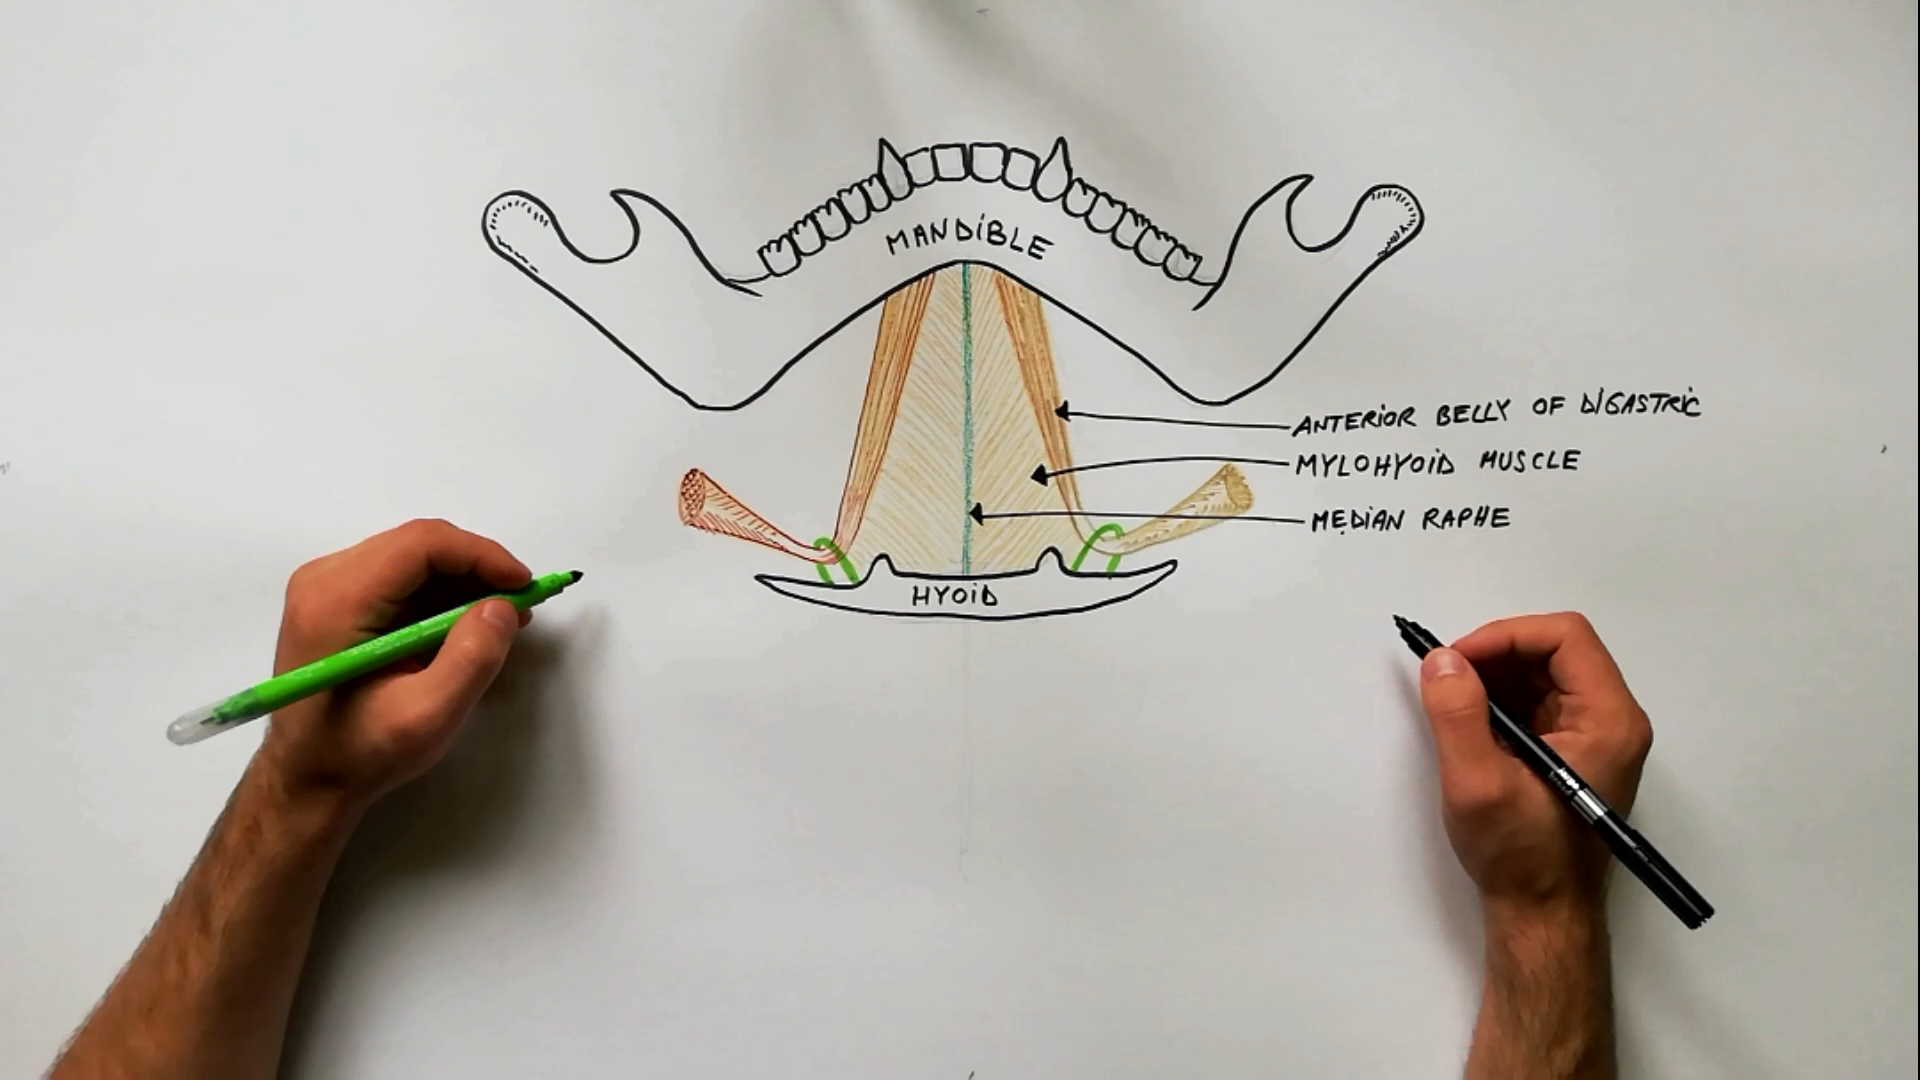 MANDIBLE
ANTERIOR BELLY OF DIGASTRIC
MYLOHYOID MUSCLE
MEDIAN RAPHE
HYOID